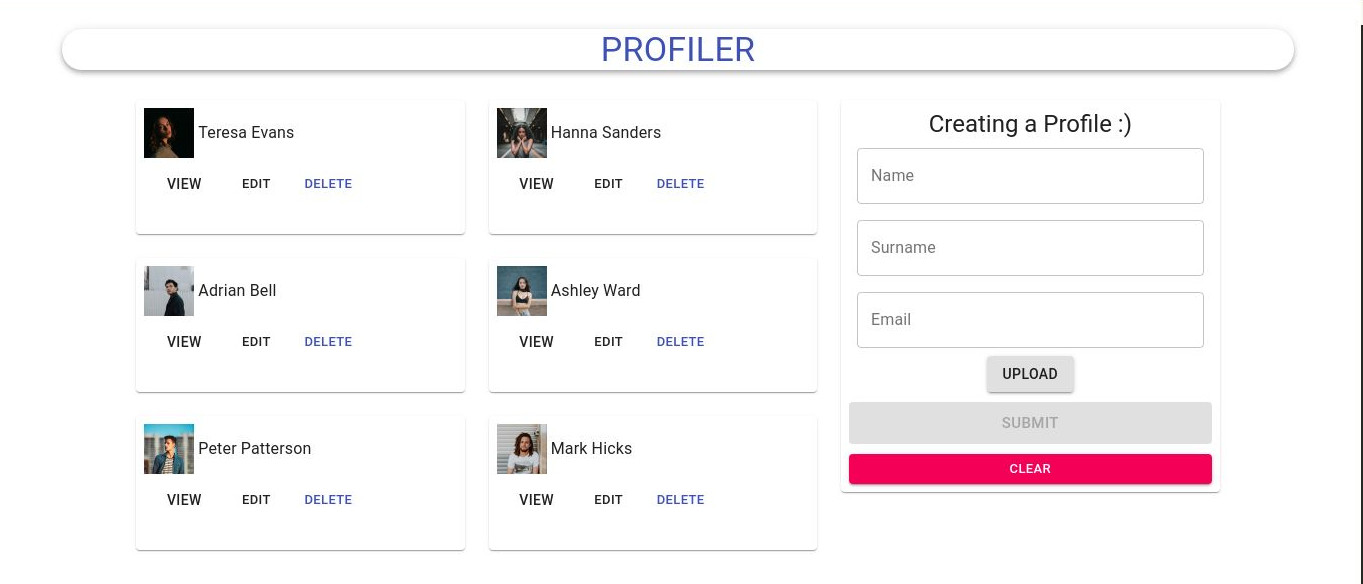 PROFILER
Teresa Evans
VIEW EDIT DELETE
Hanna Sanders
VIEW EDIT DELETE
Adrian Bell
VIEW EDIT DELETE
Ashley Ward
VIEW EDIT DELETE
Peter Patterson
VIEW EDIT DELETE
Mark Hicks
VIEW EDIT DELETE
Creating a Profile :)
Name
Surname
Email
UPLOAD
SUBMIT
CLEAR